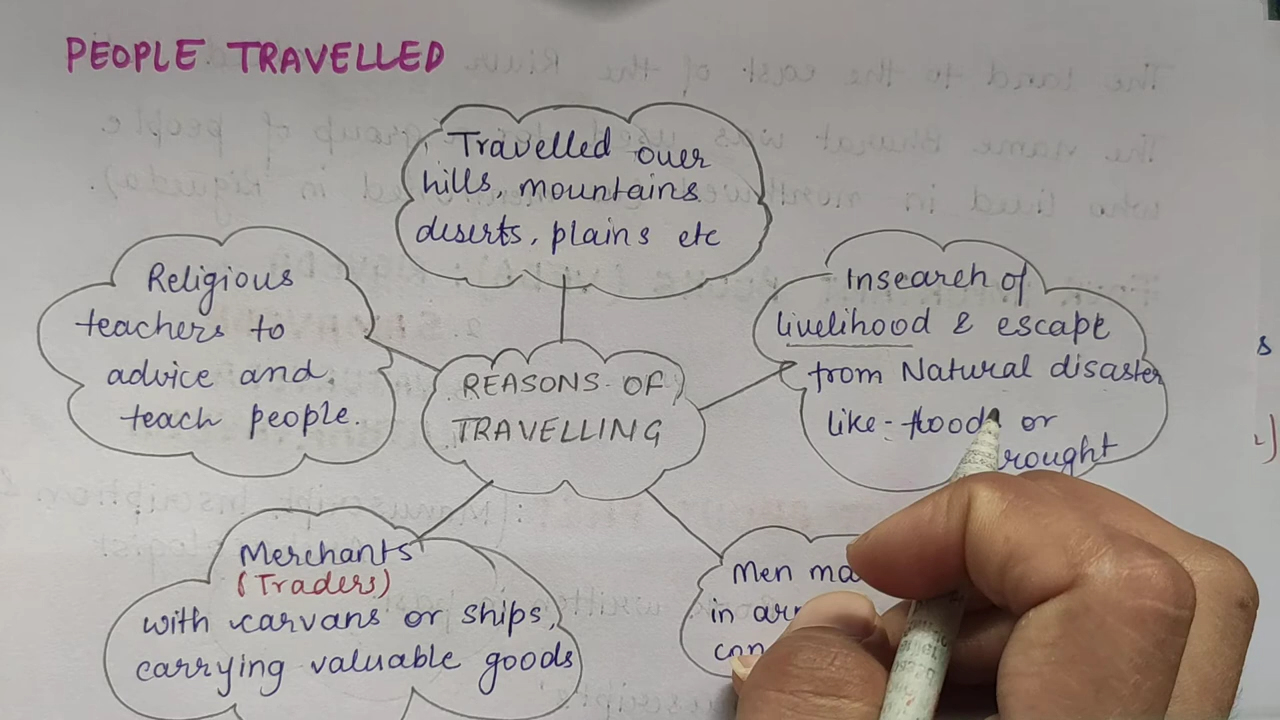 PEOPLE TRAVELLED
Travelled over
hills, mountains
deserts, plains etc
Religious
teachers to
advice and
teach people.
REASONS OF
TRAVELLING
Insearch of
livelihood & escape
from Natural disaster
like - floods or
rought
Merchants
(Traders)
with carvans or ships,
carrying valuable goods
Men
in